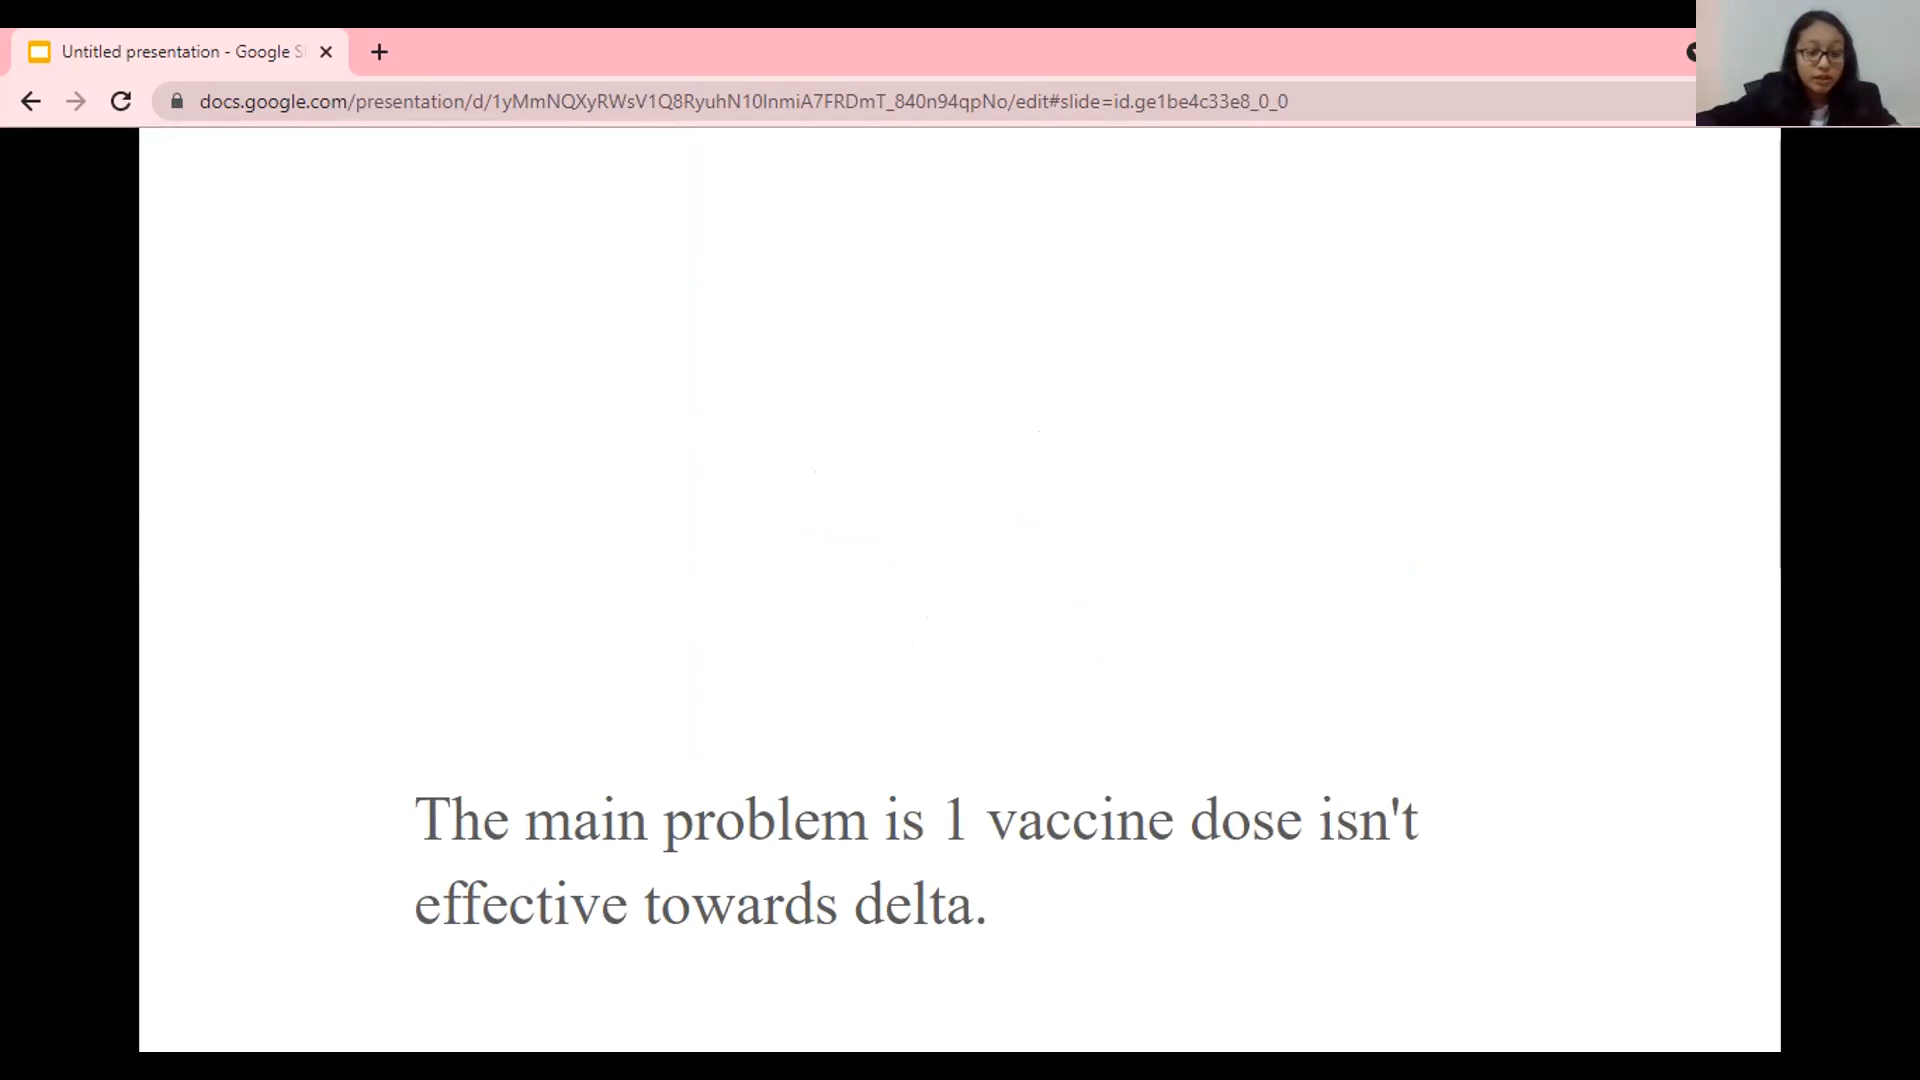 Untitled presentation - Google S
docs.google.com/presentation/d/1yMmNQXyRWsV1Q8RyuhN10lnmiA7FRDmT_840n94qpNo/edit#slide=id.ge1be4c33e8_0_0
The main problem is 1 vaccine dose isn't
effective towards delta.